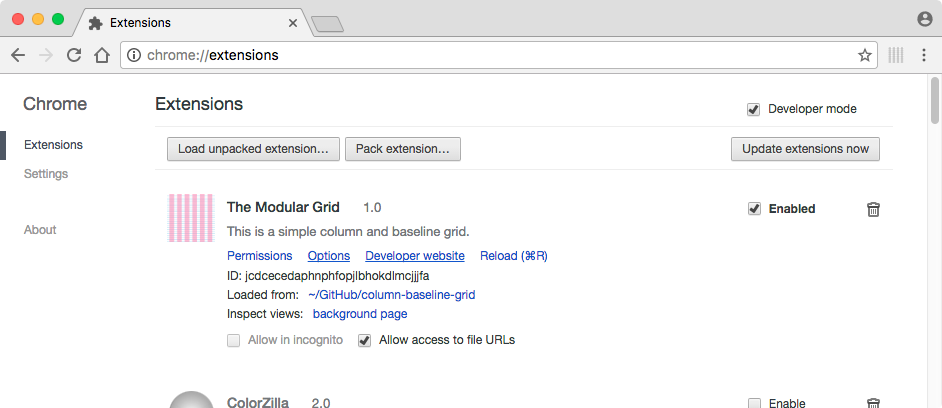 Extensions
chrome://extensions
Chrome
Extensions
Developer mode
Extensions
Settings
About
Load unpacked extension...
Pack extension...
Update extensions now
The Modular Grid 1.0
Enabled
This is a simple column and baseline grid.
Permissions Options Developer website Reload (⌘R)
ID: jcdcecedaphnphfopjlbhokdlmcjjjfa
Loaded from: ~/GitHub/column-baseline-grid
Inspect views: background page
Allow in incognito Allow access to file URLs
ColorZilla 2.0
Enable